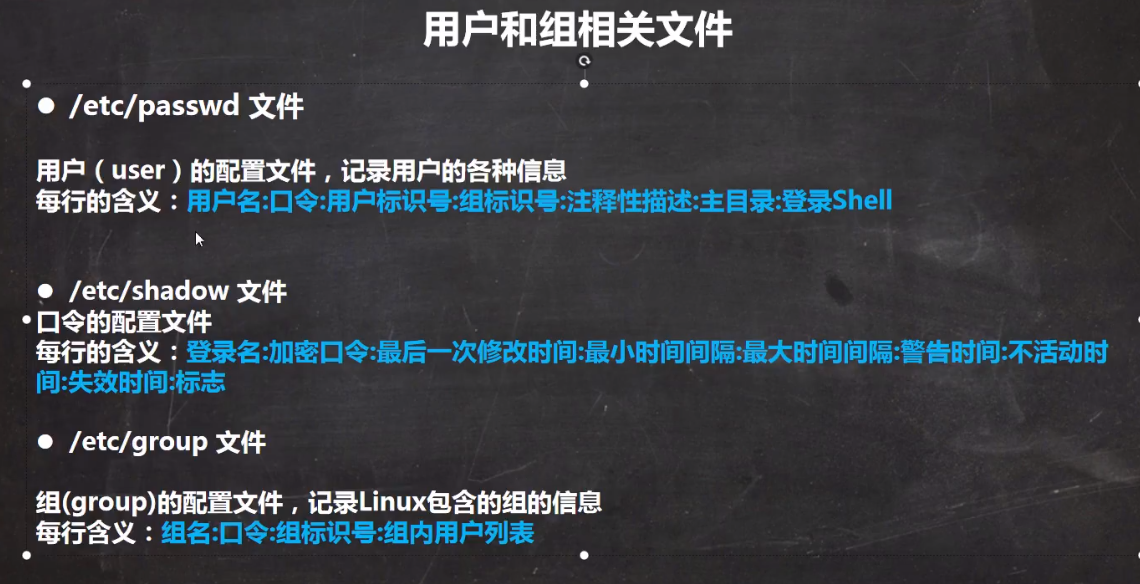 用户和组相关文件
● /etc/passwd 文件
用户（user）的配置文件，记录用户的各种信息
每行的含义：用户名:口令:用户标识号:组标识号:注释性描述:主目录:登录Shell
● /etc/shadow 文件
口令的配置文件
每行的含义：登录名:加密口令:最后一次修改时间:最小时间间隔:最大时间间隔:警告时间:不活动时
间:失效时间:标志
● /etc/group 文件
组(group)的配置文件，记录Linux包含的组的信息
每行含义：组名:口令:组标识号:组内用户列表